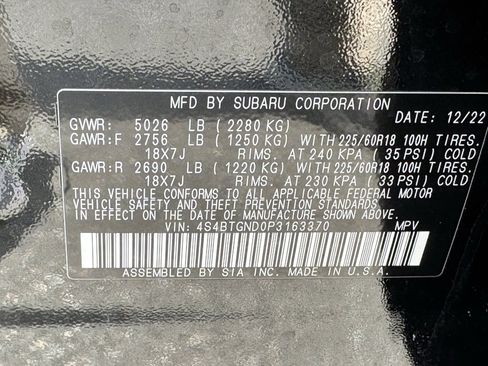 MFD BY SUBARU CORPORATION
DATE: 12/22
GVWR: 5026 LB (2280 KG)
GAWR:F 2756 LB (1250 KG) WITH 225/60R18 100H TIRES.
18X7J RIMS. AT 240 KPA (35 PSI) COLD
GAWR:R 2690 LB (1220 KG) WITH 225/60R18 100H TIRES.
18X7J RIMS. AT 230 KPA (33 PSI) COLD
THIS VEHICLE CONFORMS TO ALL APPLICABLE FEDERAL MOTOR
VEHICLE SAFETY, BUMPER, AND THEFT PREVENTION STANDARDS
IN EFFECT ON THE DATE OF MANUFACTURE SHOWN ABOVE.
VIN: 4S4BTGND0P3163370 MPV
ASSEMBLED BY SIA INC. MADE IN U.S.A.